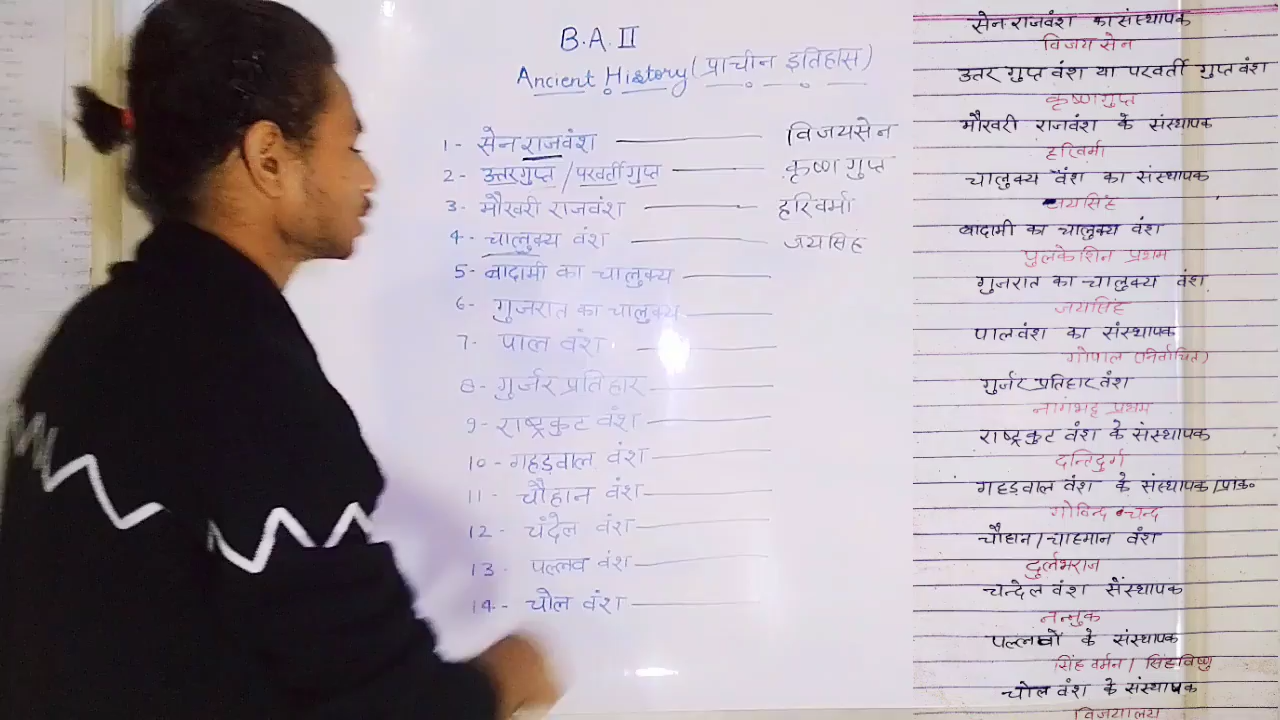 B.A. II
Ancient History (प्राचीन इतिहास)
1- सेन राजवंश — विजयसेन
2- उत्तरगुप्त / परवर्ती गुप्त — कृष्ण गुप्त
3- मौखरी राजवंश — हरिवर्मा
4- चालुक्य वंश — जयसिंह
5- बादामी का चालुक्य —
6- गुजरात का चालुक्य —
7- पाल वंश —
8- गुर्जर प्रतिहार —
9- राष्ट्रकुट वंश —
10- गहड़वाल वंश —
11- चौहान वंश —
12- चंदेल वंश —
13- पल्लव वंश —
14- चोल वंश —
सेन राजवंश का संस्थापक
विजय सेन
उत्तर गुप्त वंश या परवर्ती गुप्त वंश
कृष्ण गुप्त
मौखरी राजवंश के संस्थापक
हरिवर्मा
चालुक्य वंश का संस्थापक
जयसिंह
बादामी का चालुक्य वंश
पुलकेशिन प्रथम
गुजरात का चालुक्य वंश
जयसिंह
पालवंश का संस्थापक
गोपाल (निर्वाचित)
गुर्जर प्रतिहार वंश
नागभट्ट प्रथम
राष्ट्रकुट वंश के संस्थापक
दन्तिदुर्ग
गहडवाल वंश के संस्थापक
गोविन्द चन्द
चौहान / चाहमान वंश
दुर्लभराज
चन्देल वंश संस्थापक
नन्नुक
पल्लवो के संस्थापक
सिंह वर्मन / सिंहविष्णु
चोल वंश के संस्थापक
विजयालय